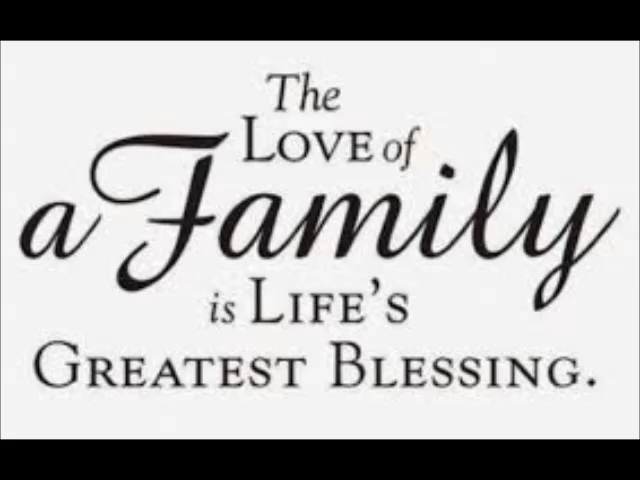 The
LOVE of
a Family
is LIFE'S
GREATEST BLESSING.